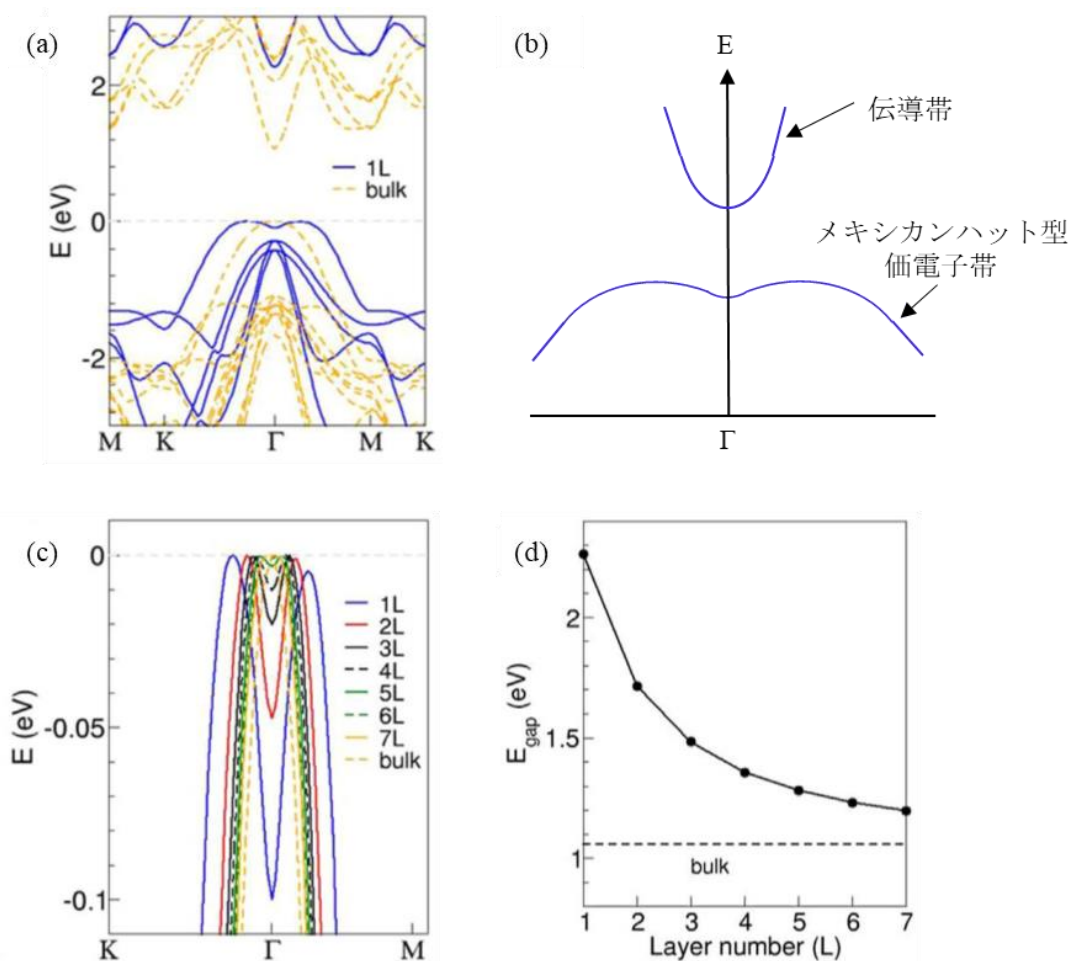 (a)
E (eV)
2
0
-2
1L
bulk
M K Γ M K
(b)
E
伝導帯
メキシカンハット型
価電子帯
Γ
(c)
E (eV)
0
-0.05
-0.1
1L
2L
3L
4L
5L
6L
7L
bulk
K Γ M
(d)
E_gap (eV)
2
1.5
1
bulk
1 2 3 4 5 6 7
Layer number (L)